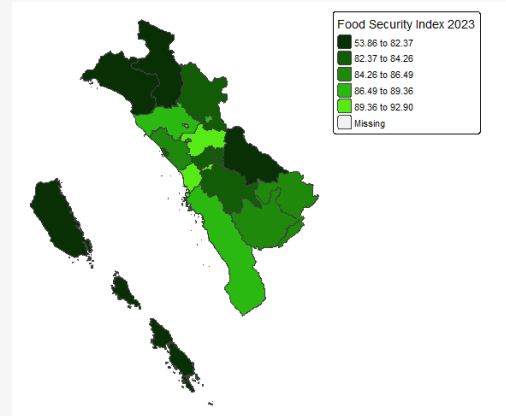 Food Security Index 2023
53.86 to 82.37
82.37 to 84.26
84.26 to 86.49
86.49 to 89.36
89.36 to 92.90
Missing